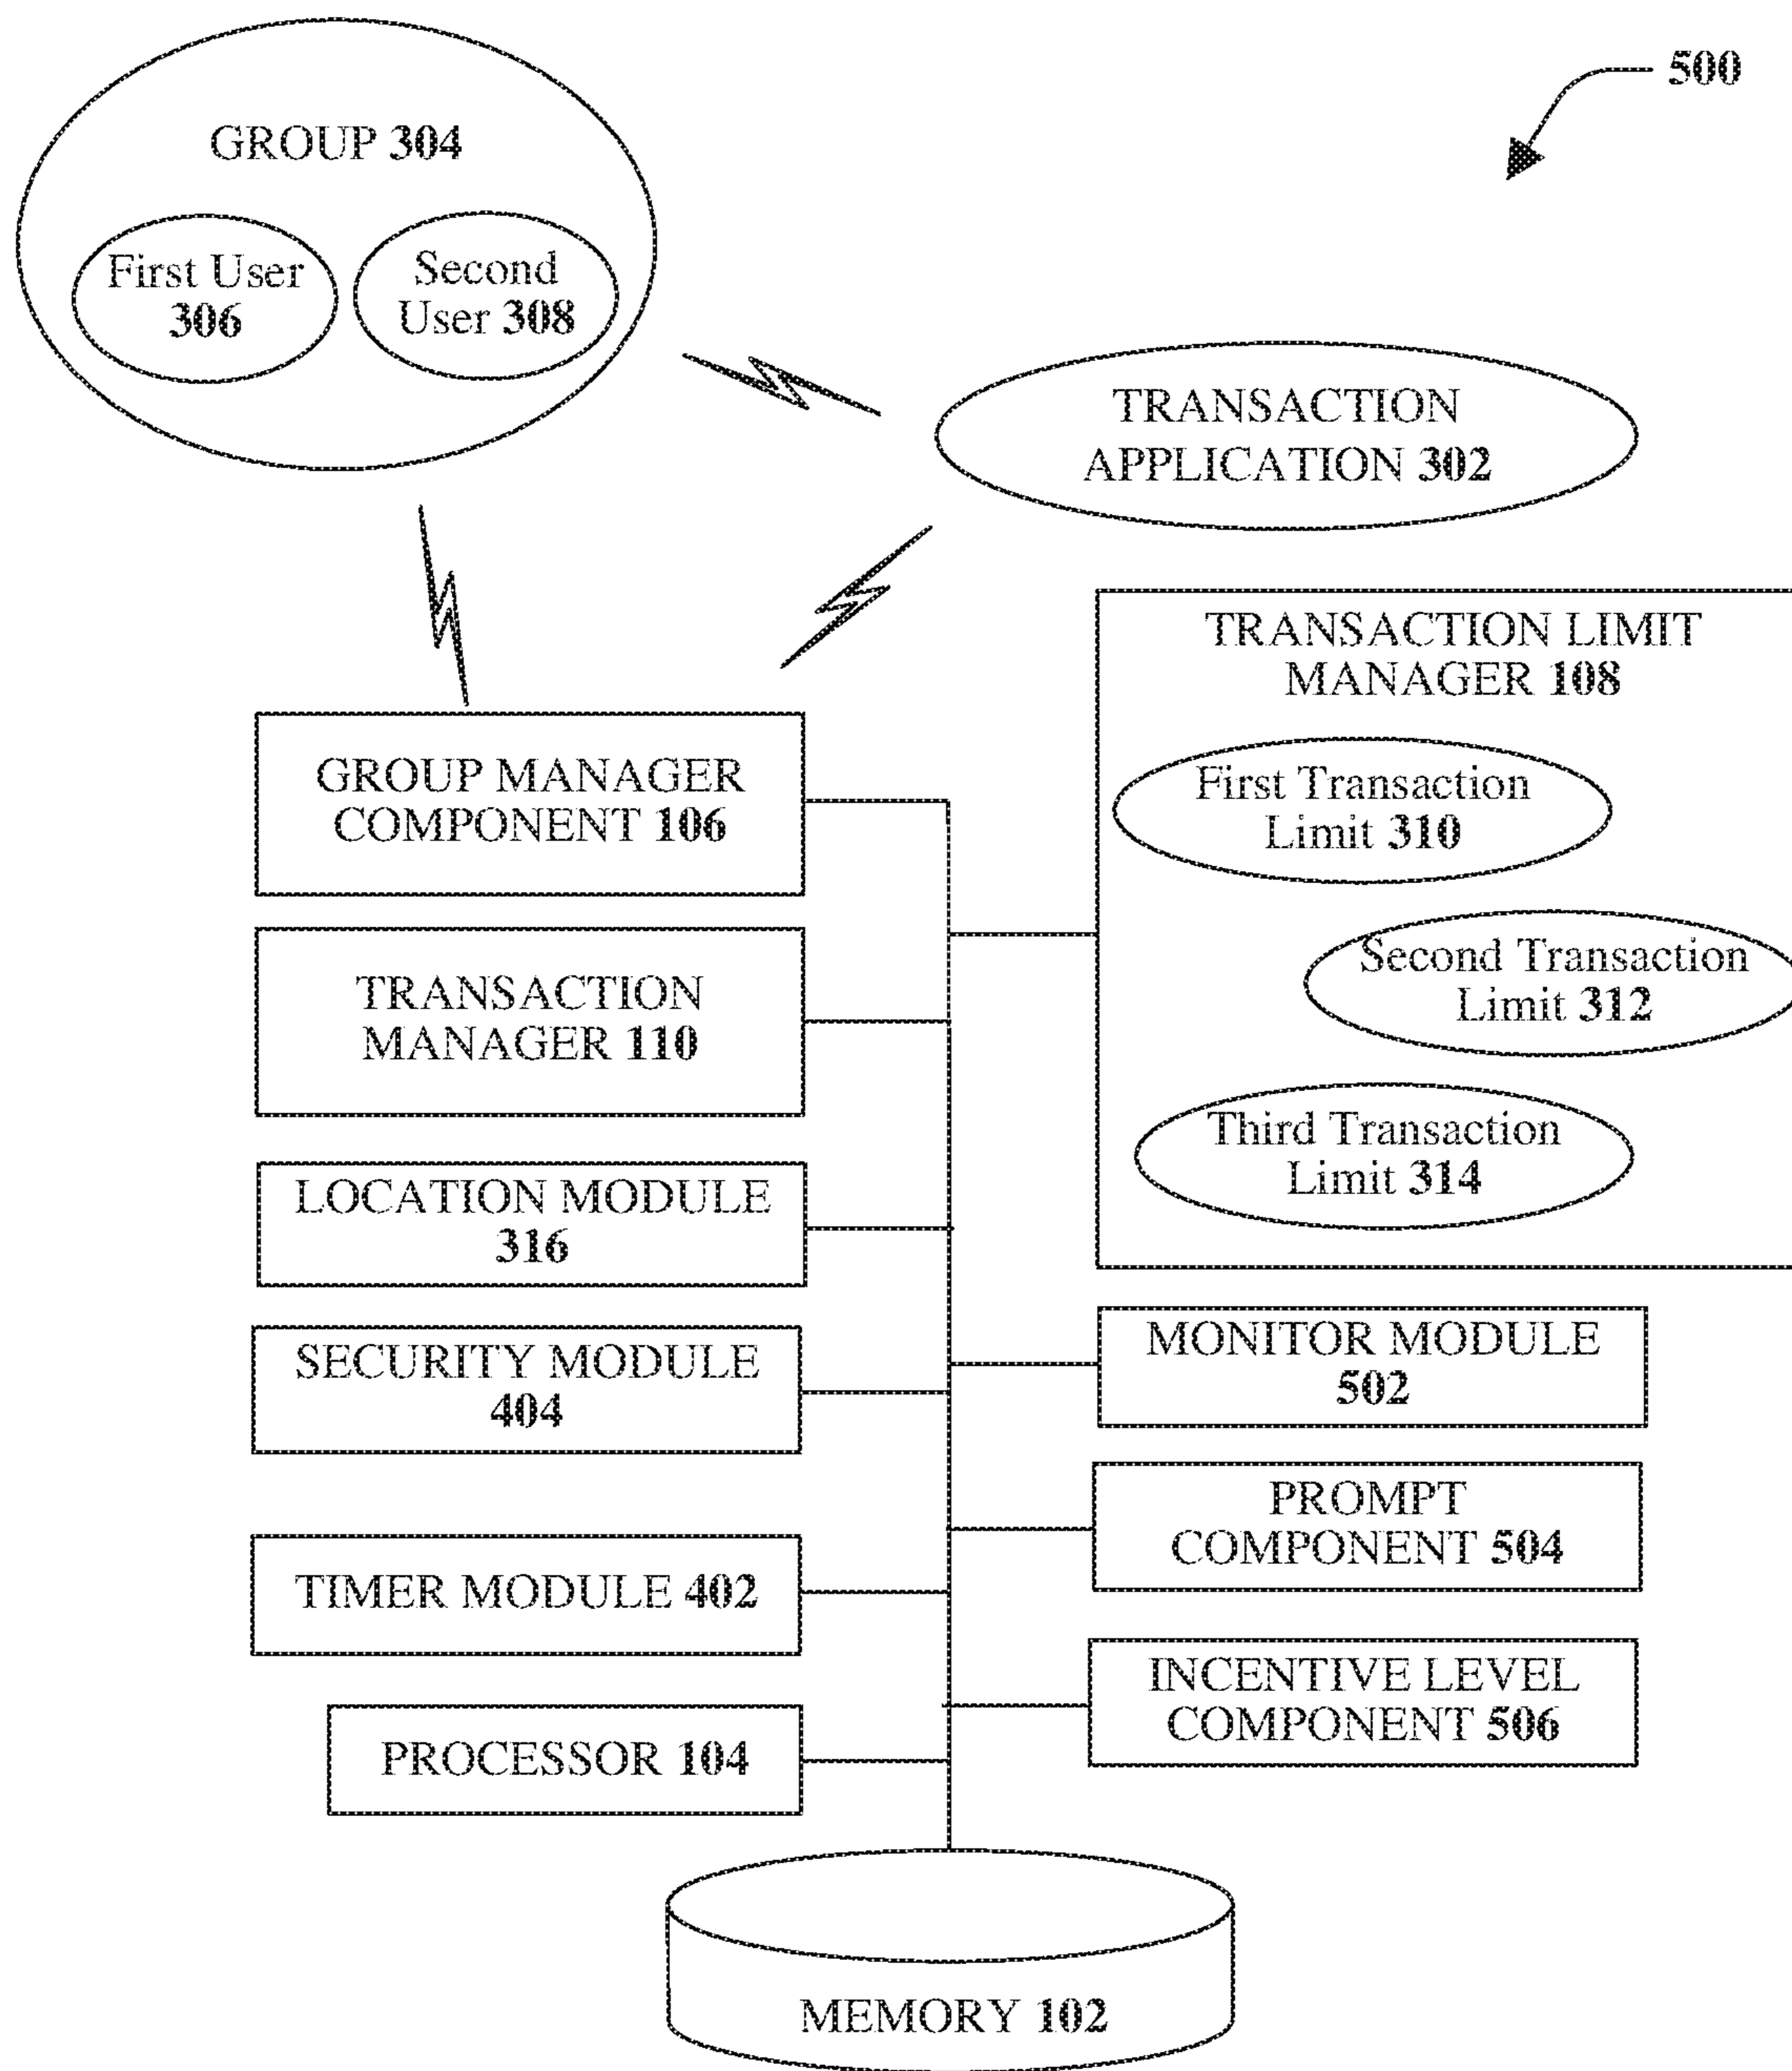 500
GROUP 304
First User
306
Second
User 308
TRANSACTION
APPLICATION 302
TRANSACTION LIMIT
MANAGER 108
First Transaction
Limit 310
Second Transaction
Limit 312
Third Transaction
Limit 314
GROUP MANAGER
COMPONENT 106
TRANSACTION
MANAGER 110
LOCATION MODULE
316
SECURITY MODULE
404
TIMER MODULE 402
PROCESSOR 104
MONITOR MODULE
502
PROMPT
COMPONENT 504
INCENTIVE LEVEL
COMPONENT 506
MEMORY 102